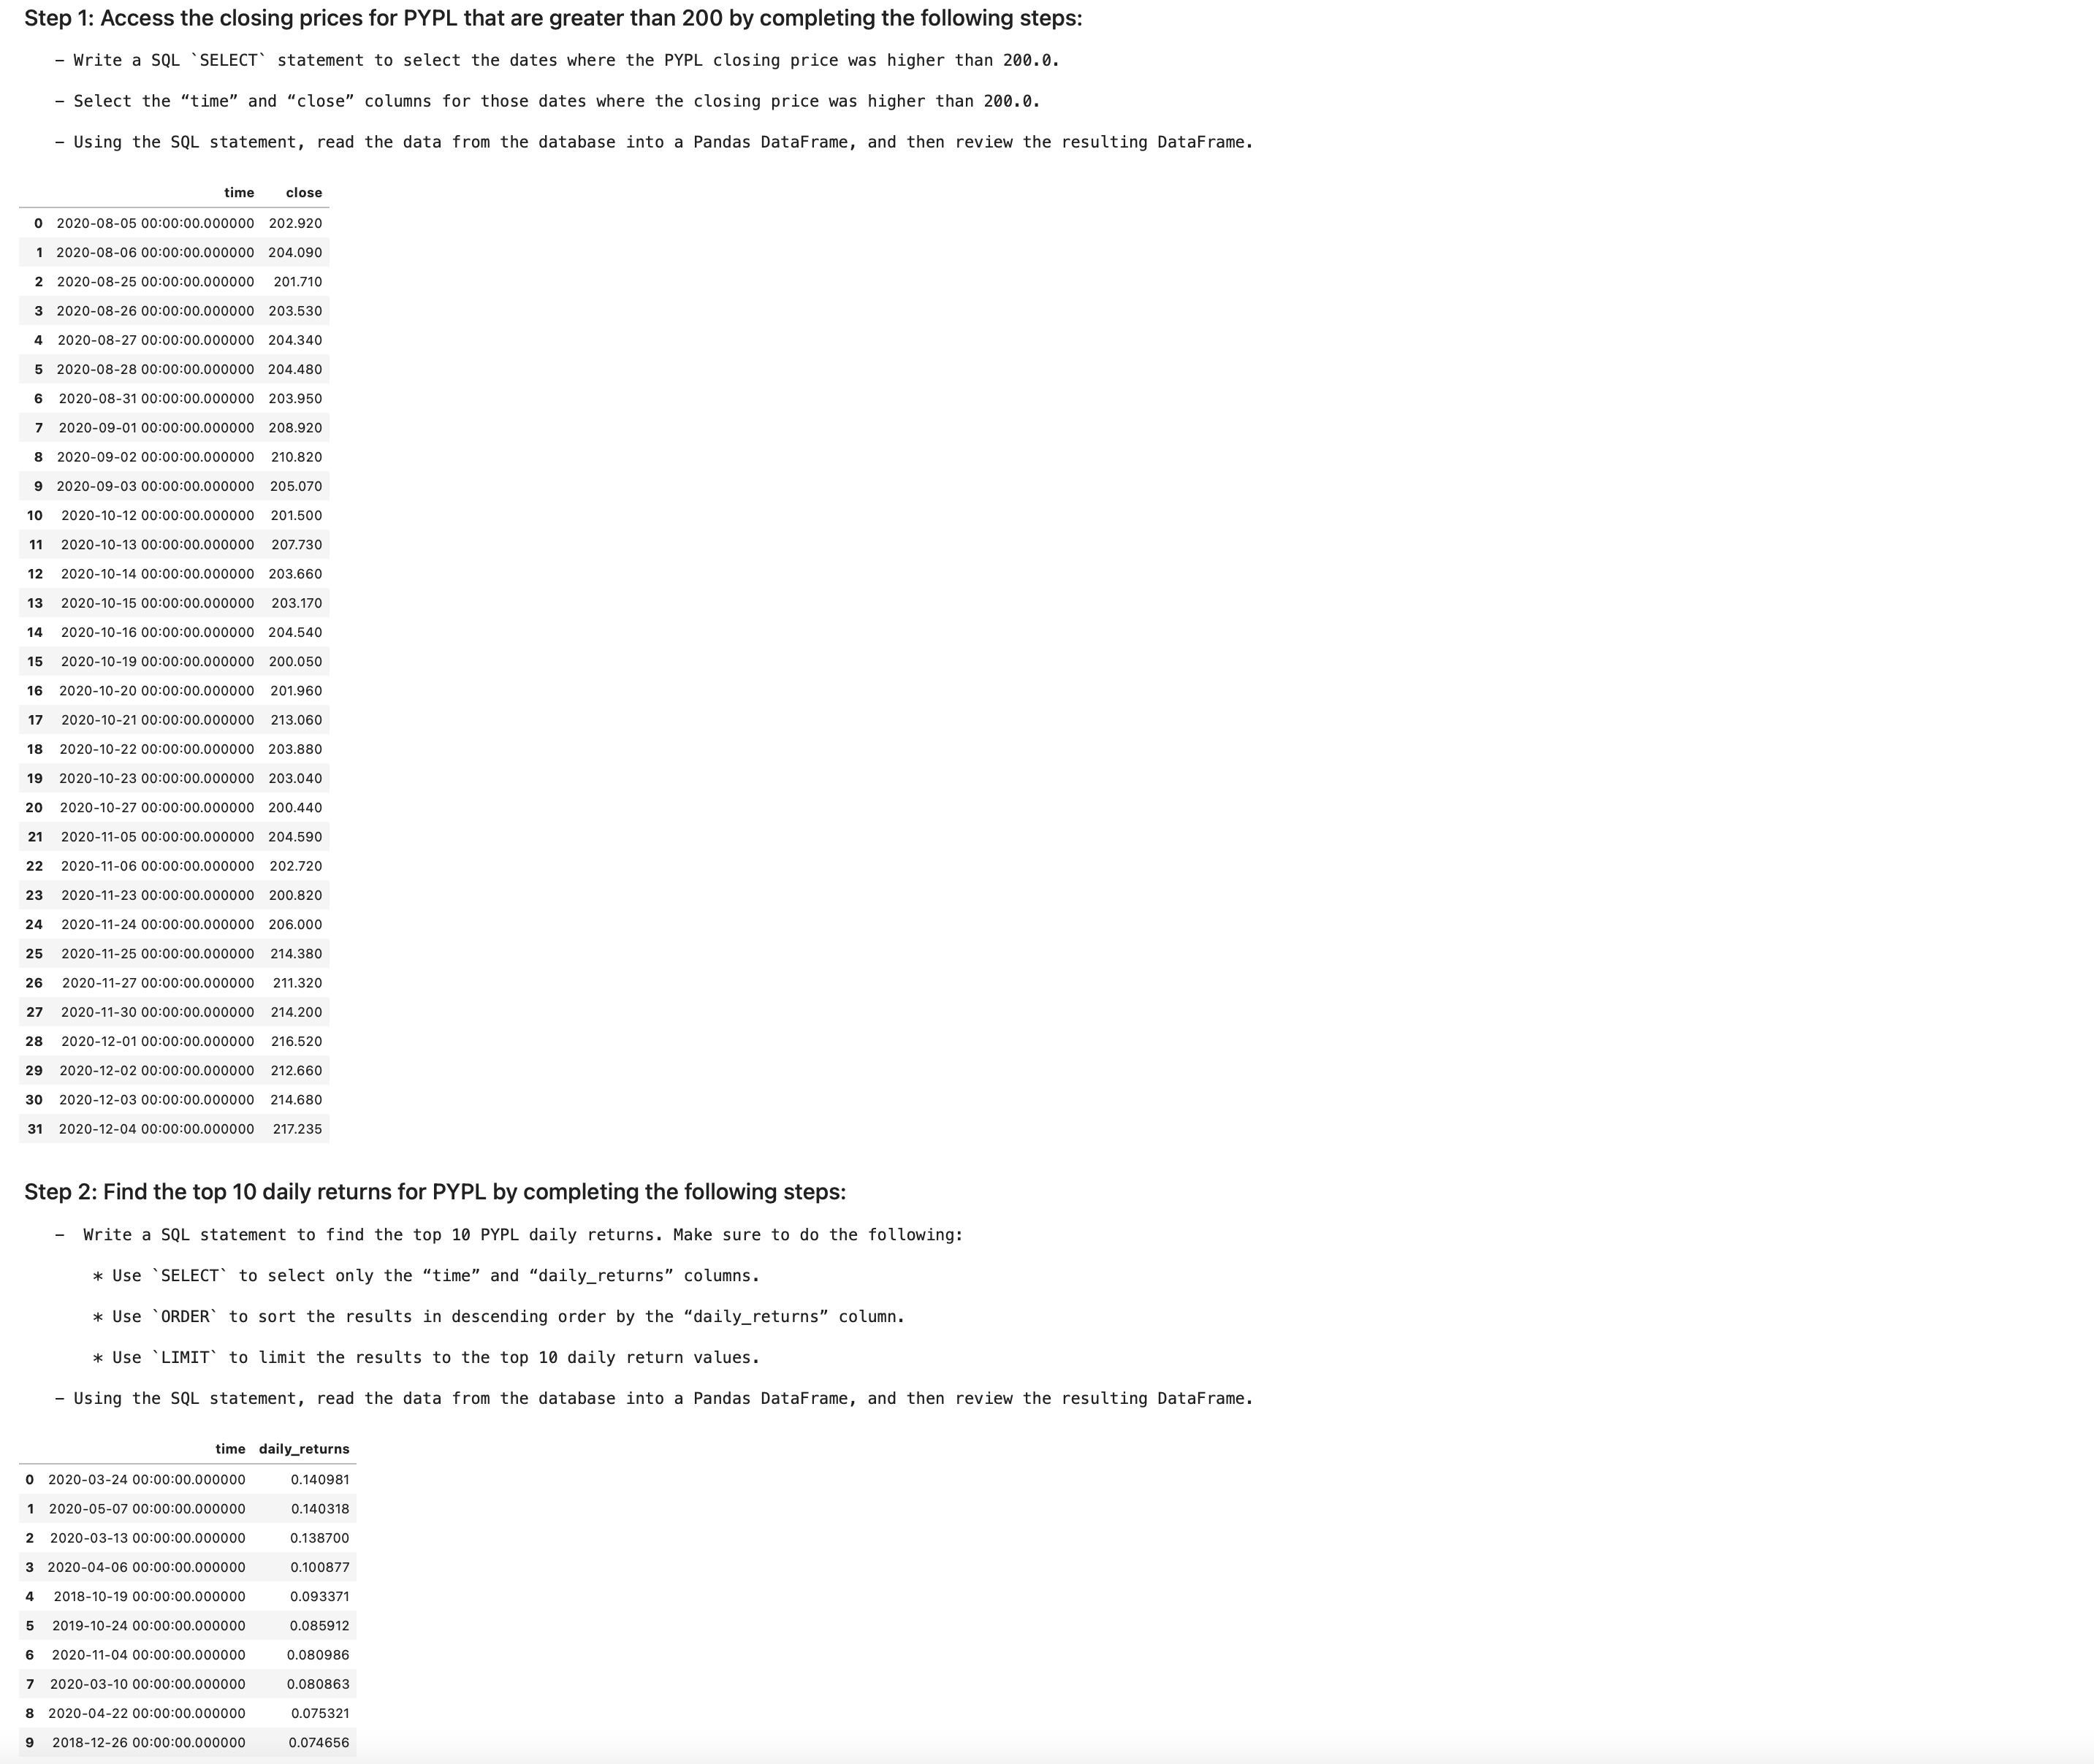 Step 1: Access the closing prices for PYPL that are greater than 200 by completing the following steps:
– Write a SQL `SELECT` statement to select the dates where the PYPL closing price was higher than 200.0.
– Select the “time” and “close” columns for those dates where the closing price was higher than 200.0.
– Using the SQL statement, read the data from the database into a Pandas DataFrame, and then review the resulting DataFrame.
time close
0 2020-08-05 00:00:00.000000 202.920
1 2020-08-06 00:00:00.000000 204.090
2 2020-08-25 00:00:00.000000 201.710
3 2020-08-26 00:00:00.000000 203.530
4 2020-08-27 00:00:00.000000 204.340
5 2020-08-28 00:00:00.000000 204.480
6 2020-08-31 00:00:00.000000 203.950
7 2020-09-01 00:00:00.000000 208.920
8 2020-09-02 00:00:00.000000 210.820
9 2020-09-03 00:00:00.000000 205.070
10 2020-10-12 00:00:00.000000 201.500
11 2020-10-13 00:00:00.000000 207.730
12 2020-10-14 00:00:00.000000 203.660
13 2020-10-15 00:00:00.000000 203.170
14 2020-10-16 00:00:00.000000 204.540
15 2020-10-19 00:00:00.000000 200.050
16 2020-10-20 00:00:00.000000 201.960
17 2020-10-21 00:00:00.000000 213.060
18 2020-10-22 00:00:00.000000 203.880
19 2020-10-23 00:00:00.000000 203.040
20 2020-10-27 00:00:00.000000 200.440
21 2020-11-05 00:00:00.000000 204.590
22 2020-11-06 00:00:00.000000 202.720
23 2020-11-23 00:00:00.000000 200.820
24 2020-11-24 00:00:00.000000 206.000
25 2020-11-25 00:00:00.000000 214.380
26 2020-11-27 00:00:00.000000 211.320
27 2020-11-30 00:00:00.000000 214.200
28 2020-12-01 00:00:00.000000 216.520
29 2020-12-02 00:00:00.000000 212.660
30 2020-12-03 00:00:00.000000 214.680
31 2020-12-04 00:00:00.000000 217.235
Step 2: Find the top 10 daily returns for PYPL by completing the following steps:
– Write a SQL statement to find the top 10 PYPL daily returns. Make sure to do the following:
* Use `SELECT` to select only the “time” and “daily_returns” columns.
* Use `ORDER` to sort the results in descending order by the “daily_returns” column.
* Use `LIMIT` to limit the results to the top 10 daily return values.
– Using the SQL statement, read the data from the database into a Pandas DataFrame, and then review the resulting DataFrame.
time daily_returns
0 2020-03-24 00:00:00.000000 0.140981
1 2020-05-07 00:00:00.000000 0.140318
2 2020-03-13 00:00:00.000000 0.138700
3 2020-04-06 00:00:00.000000 0.100877
4 2018-10-19 00:00:00.000000 0.093371
5 2019-10-24 00:00:00.000000 0.085912
6 2020-11-04 00:00:00.000000 0.080986
7 2020-03-10 00:00:00.000000 0.080863
8 2020-04-22 00:00:00.000000 0.075321
9 2018-12-26 00:00:00.000000 0.074656